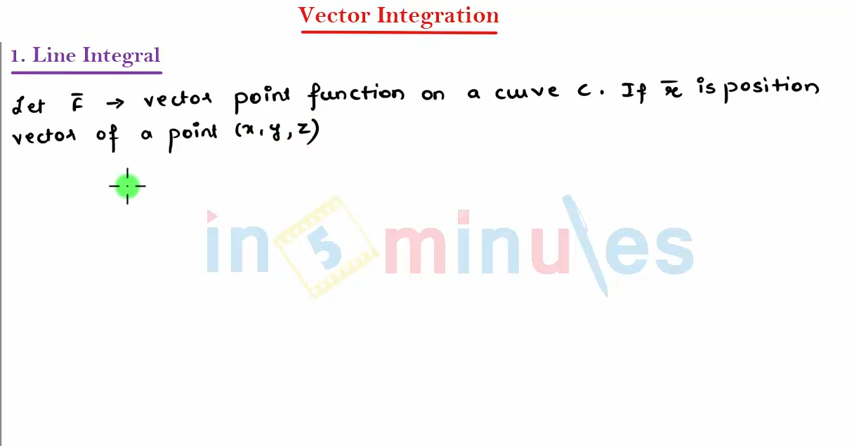 Vector Integration
1. Line Integral
Let F̄ → vector point function on a curve c. If r̄ is position
vector of a point (x, y, z)
in 5 minutes